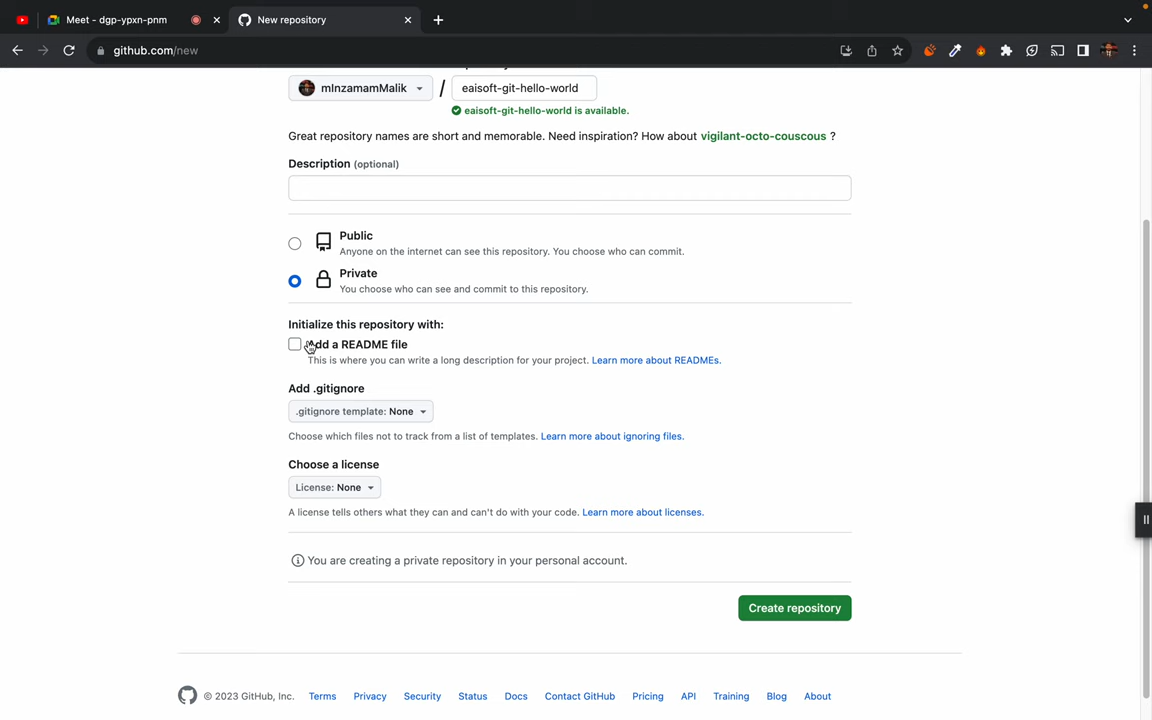 Meet - dgp-ypxn-pnm
New repository
github.com/new
mInzamamMalik / eaisoft-git-hello-world
eaisoft-git-hello-world is available.
Great repository names are short and memorable. Need inspiration? How about vigilant-octo-couscous ?
Description (optional)
Public
Anyone on the internet can see this repository. You choose who can commit.
Private
You choose who can see and commit to this repository.
Initialize this repository with:
Add a README file
This is where you can write a long description for your project. Learn more about READMEs.
Add .gitignore
.gitignore template: None
Choose which files not to track from a list of templates. Learn more about ignoring files.
Choose a license
License: None
A license tells others what they can and can't do with your code. Learn more about licenses.
You are creating a private repository in your personal account.
Create repository
© 2023 GitHub, Inc. Terms Privacy Security Status Docs Contact GitHub Pricing API Training Blog About